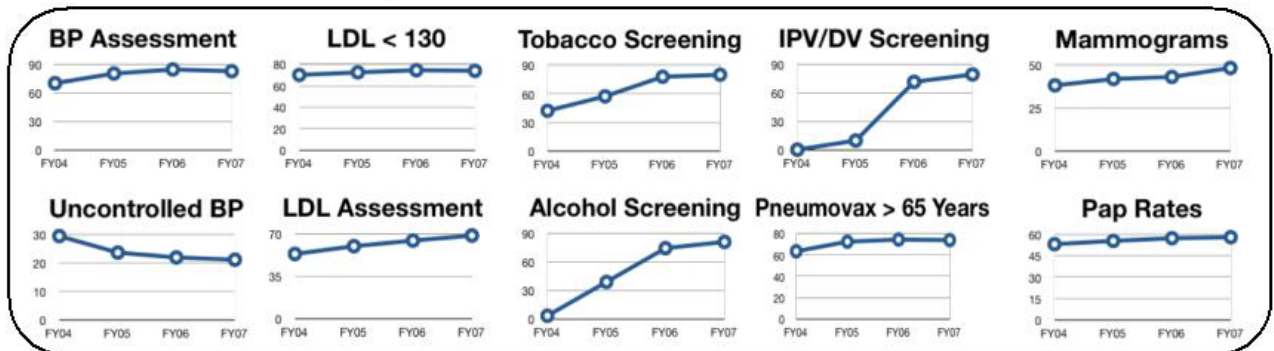 BP Assessment
90
60
30
0
FY04 FY05 FY06 FY07
LDL < 130
80
60
40
20
0
FY04 FY05 FY06 FY07
Tobacco Screening
90
60
30
0
FY04 FY05 FY06 FY07
IPV/DV Screening
90
60
30
0
FY04 FY05 FY06 FY07
Mammograms
50
25
0
FY04 FY05 FY06 FY07
Uncontrolled BP
30
20
10
0
FY04 FY05 FY06 FY07
LDL Assessment
70
35
0
FY04 FY05 FY06 FY07
Alcohol Screening
90
60
30
0
FY04 FY05 FY06 FY07
Pneumovax > 65 Years
80
60
40
20
0
FY04 FY05 FY06 FY07
Pap Rates
60
45
30
15
0
FY04 FY05 FY06 FY07